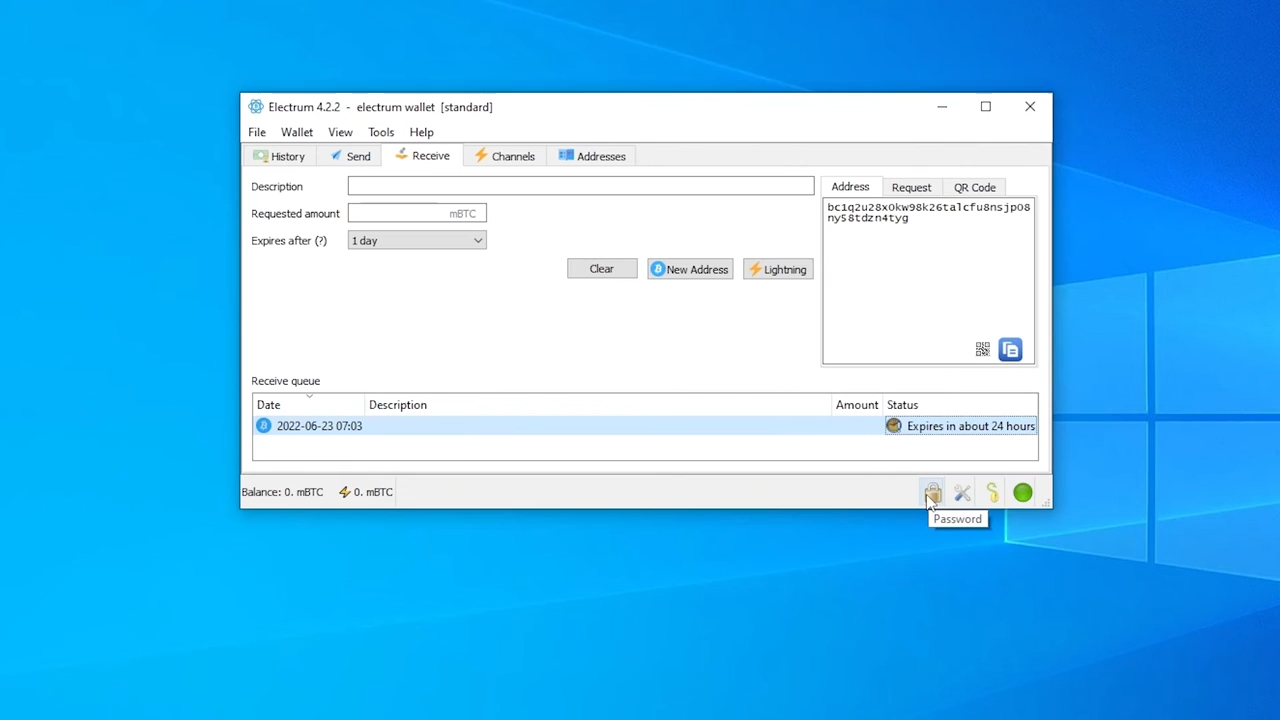 Electrum 4.2.2 - electrum wallet [standard]
File Wallet View Tools Help
History Send Receive Channels Addresses
Description
Requested amount mBTC
Expires after (?) 1 day
Clear New Address Lightning
Address Request QR Code
bc1q2u28x0kw98k26talcfu8nsjp08
ny58tdzn4tyg
Receive queue
Date Description Amount Status
2022-06-23 07:03 Expires in about 24 hours
Balance: 0. mBTC 0. mBTC
Password